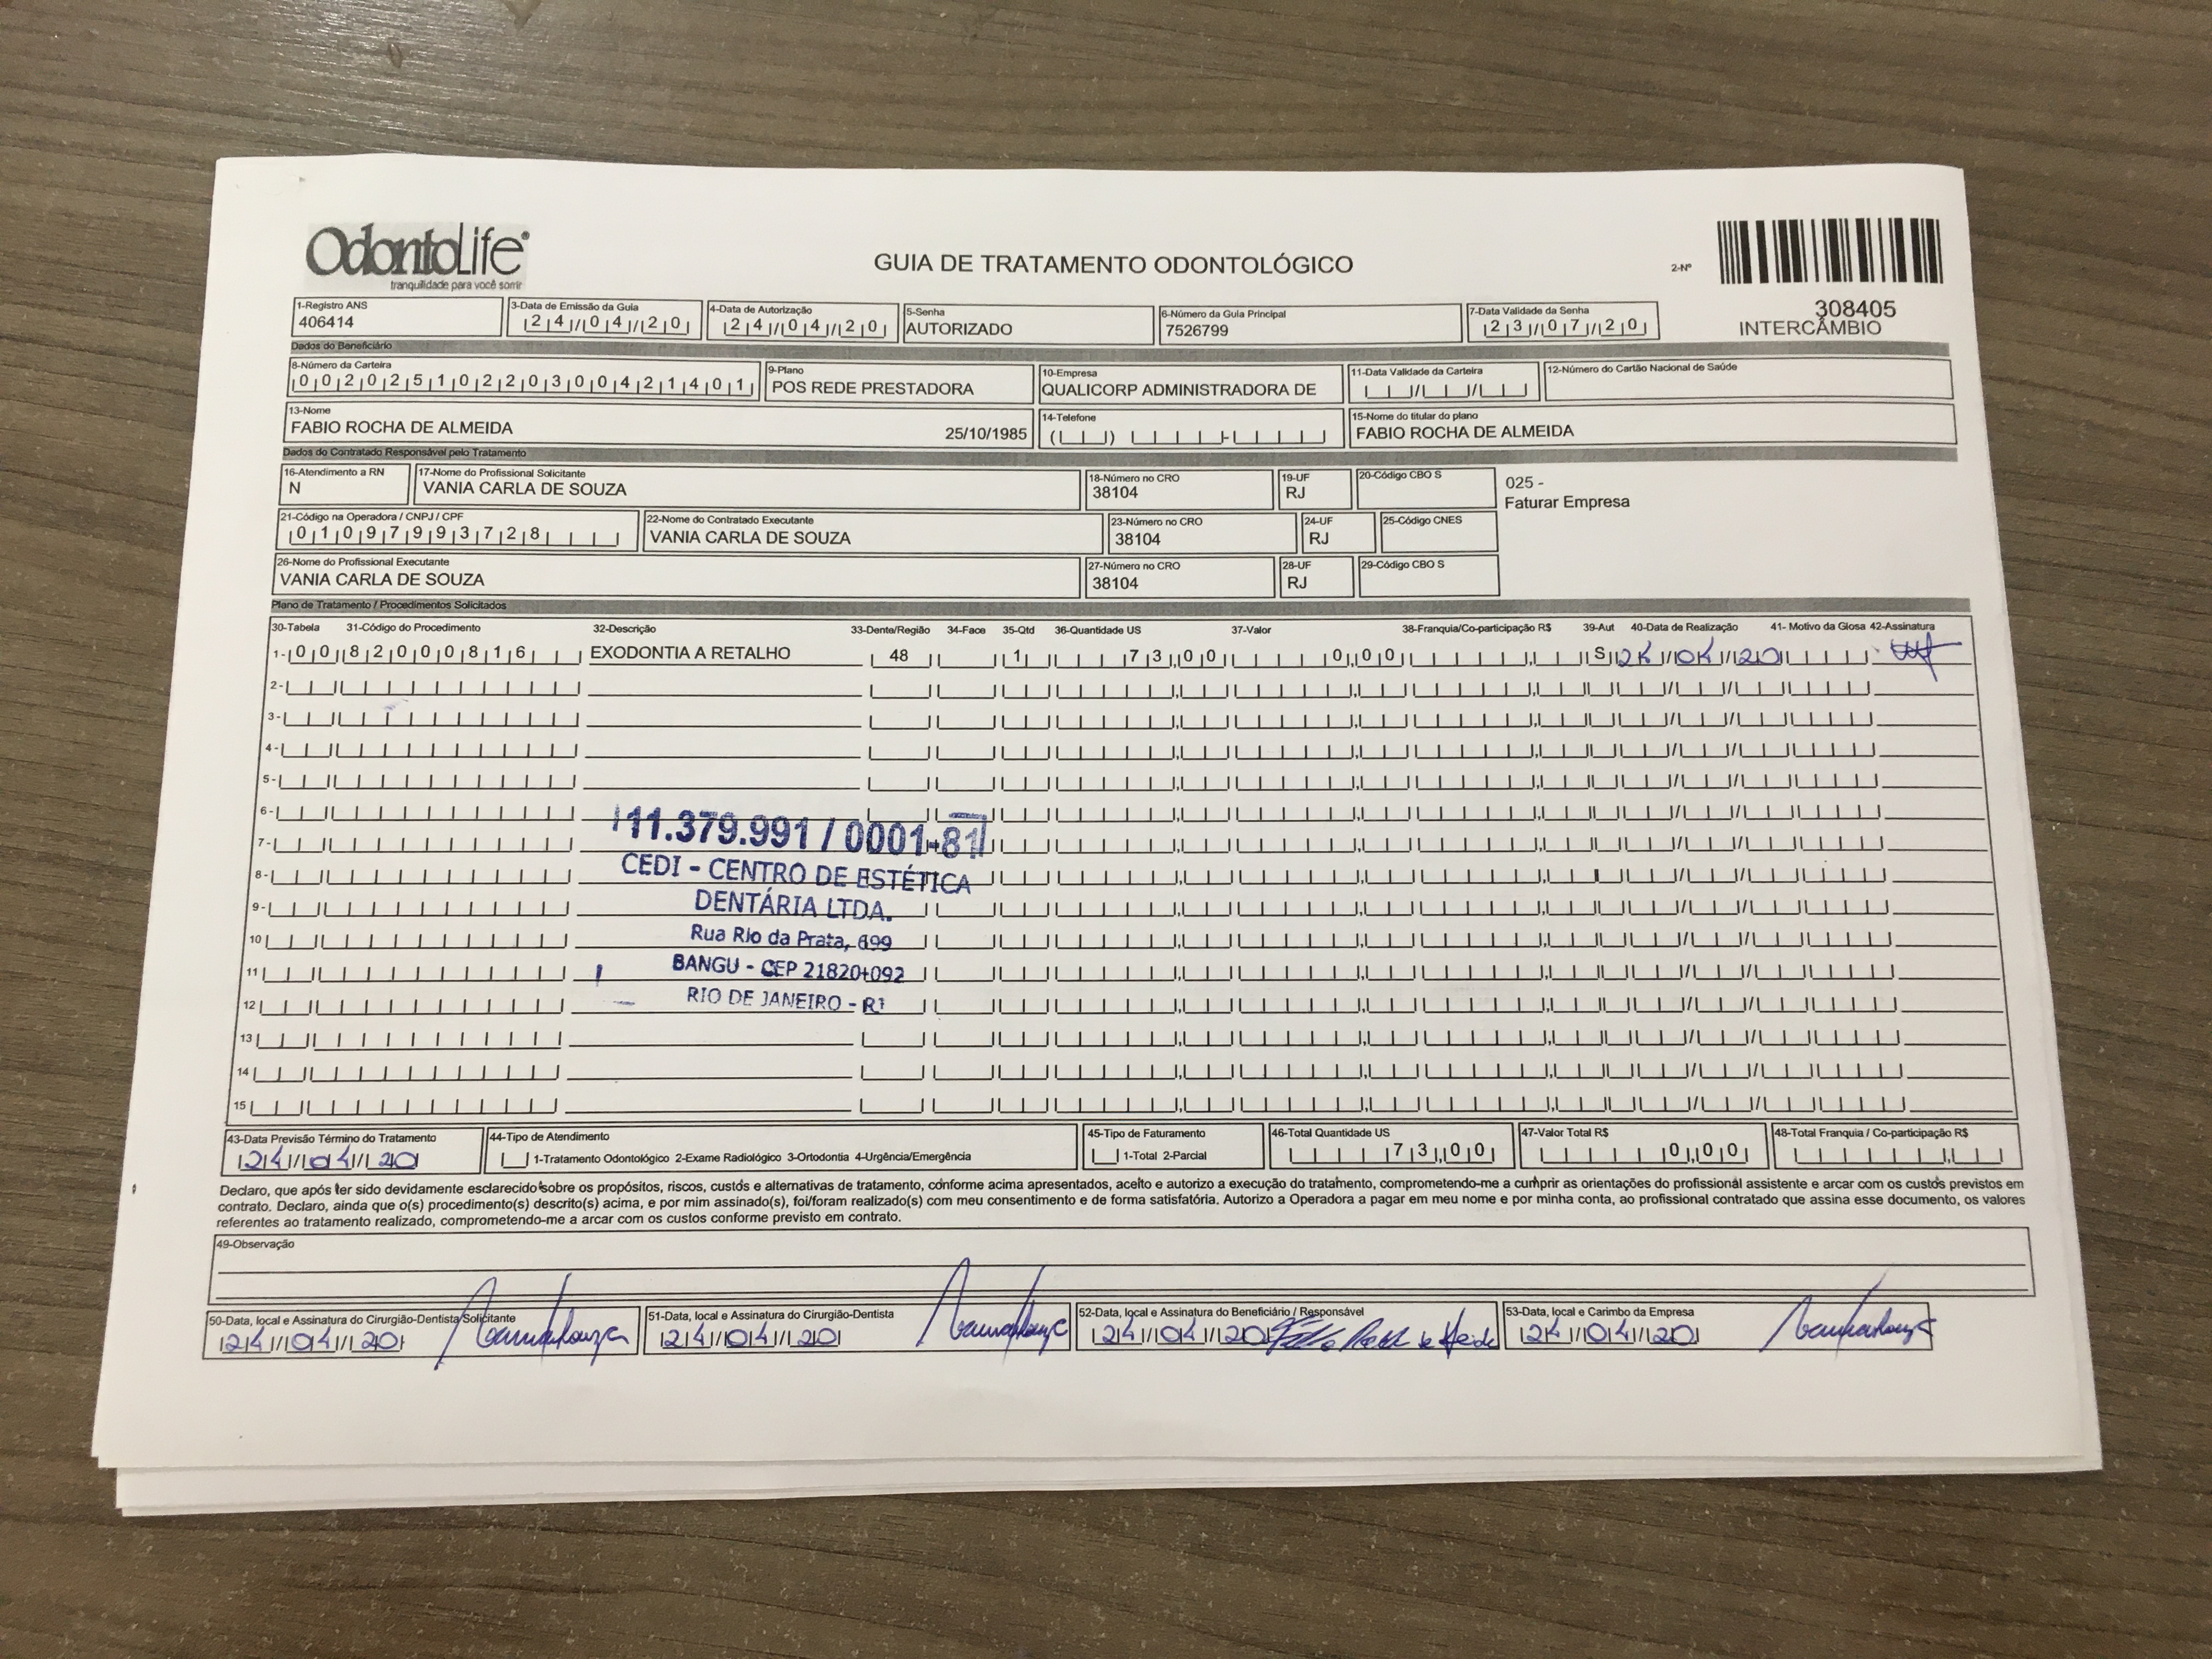 OdontoLife®
tranquilidade para você sorrir
GUIA DE TRATAMENTO ODONTOLÓGICO
2-Nº
308405
INTERCÂMBIO
1-Registro ANS 3-Data de Emissão da Guia 4-Data de Autorização 5-Senha 6-Número da Guia Principal 7-Data Validade da Senha
406414 24/04/20 24/04/20 AUTORIZADO 7526799 23/07/20
Dados do Beneficiário
8-Número da Carteira 9-Plano 10-Empresa 11-Data Validade da Carteira 12-Número do Cartão Nacional de Saúde
00202510220300421401 POS REDE PRESTADORA QUALICORP ADMINISTRADORA DE
13-Nome 14-Telefone 15-Nome do titular do plano
FABIO ROCHA DE ALMEIDA 25/10/1985 FABIO ROCHA DE ALMEIDA
Dados do Contratado Responsável pelo Tratamento
16-Atendimento a RN 17-Nome do Profissional Solicitante 18-Número no CRO 19-UF 20-Código CBO S
N VANIA CARLA DE SOUZA 38104 RJ
025 -
Faturar Empresa
21-Código na Operadora / CNPJ / CPF 22-Nome do Contratado Executante 23-Número no CRO 24-UF 25-Código CNES
01097993728 VANIA CARLA DE SOUZA 38104 RJ
26-Nome do Profissional Executante 27-Número no CRO 28-UF 29-Código CBO S
VANIA CARLA DE SOUZA 38104 RJ
Plano de Tratamento / Procedimentos Solicitados
30-Tabela 31-Código do Procedimento 32-Descrição 33-Dente/Região 34-Face 35-Qtd 36-Quantidade US 37-Valor 38-Franquia/Co-participação R$ 39-Aut 40-Data de Realização 41- Motivo da Glosa 42-Assinatura
1- 00 82000816 EXODONTIA A RETALHO 48 1 73,00 0,00 S 24/04/20
2-
3-
4-
5-
6-
7-
8-
9-
10
11
12
13
14
15
11.379.991 / 0001-81
CEDI - CENTRO DE ESTÉTICA
DENTÁRIA LTDA.
Rua Rio da Prata, 699
BANGU - CEP 21820-092
RIO DE JANEIRO - RJ
43-Data Previsão Término do Tratamento 44-Tipo de Atendimento 45-Tipo de Faturamento 46-Total Quantidade US 47-Valor Total R$ 48-Total Franquia / Co-participação R$
24/04/20 1-Tratamento Odontológico 2-Exame Radiológico 3-Ortodontia 4-Urgência/Emergência 1-Total 2-Parcial 73,00 0,00
Declaro, que após ter sido devidamente esclarecido sobre os propósitos, riscos, custos e alternativas de tratamento, conforme acima apresentados, aceito e autorizo a execução do tratamento, comprometendo-me a cumprir as orientações do profissional assistente e arcar com os custos previstos em
contrato. Declaro, ainda que o(s) procedimento(s) descrito(s) acima, e por mim assinado(s), foi/foram realizado(s) com meu consentimento e de forma satisfatória. Autorizo a Operadora a pagar em meu nome e por minha conta, ao profissional contratado que assina esse documento, os valores
referentes ao tratamento realizado, comprometendo-me a arcar com os custos conforme previsto em contrato.
49-Observação
50-Data, local e Assinatura do Cirurgião-Dentista Solicitante 51-Data, local e Assinatura do Cirurgião-Dentista 52-Data, local e Assinatura do Beneficiário / Responsável 53-Data, local e Carimbo da Empresa
24/04/20 24/04/20 24/04/20 24/04/20